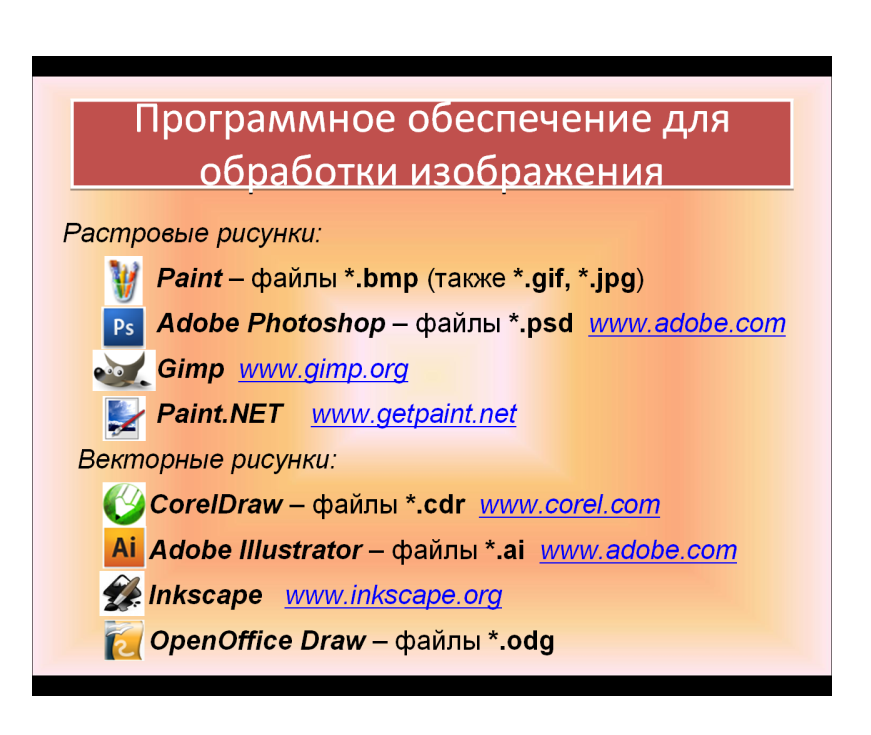 Программное обеспечение для
обработки изображения
Растровые рисунки:
Paint – файлы *.bmp (также *.gif, *.jpg)
Ps Adobe Photoshop – файлы *.psd www.adobe.com
Gimp www.gimp.org
Paint.NET www.getpaint.net
Векторные рисунки:
CorelDraw – файлы *.cdr www.corel.com
Ai Adobe Illustrator – файлы *.ai www.adobe.com
Inkscape www.inkscape.org
OpenOffice Draw – файлы *.odg